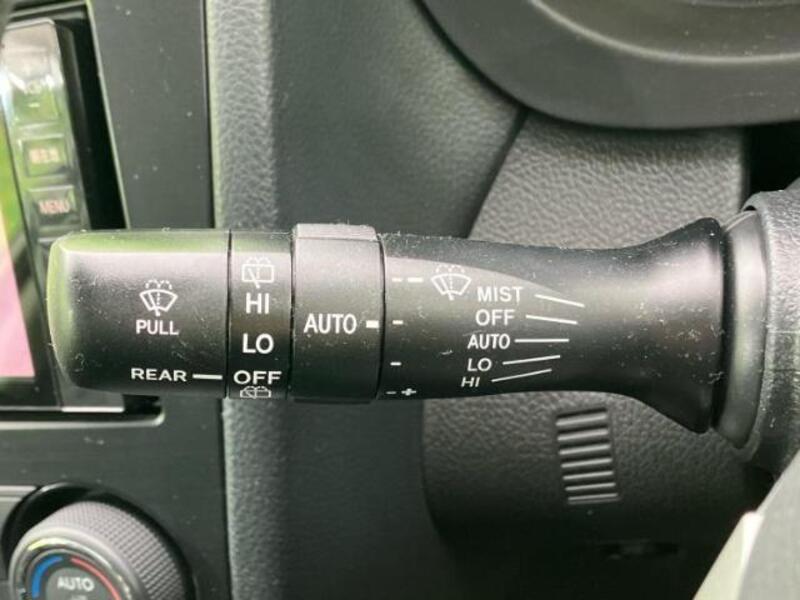 MENU
PULL
REAR
HI
LO
OFF
AUTO
- +
MIST
OFF
AUTO
LO
HI
AUTO